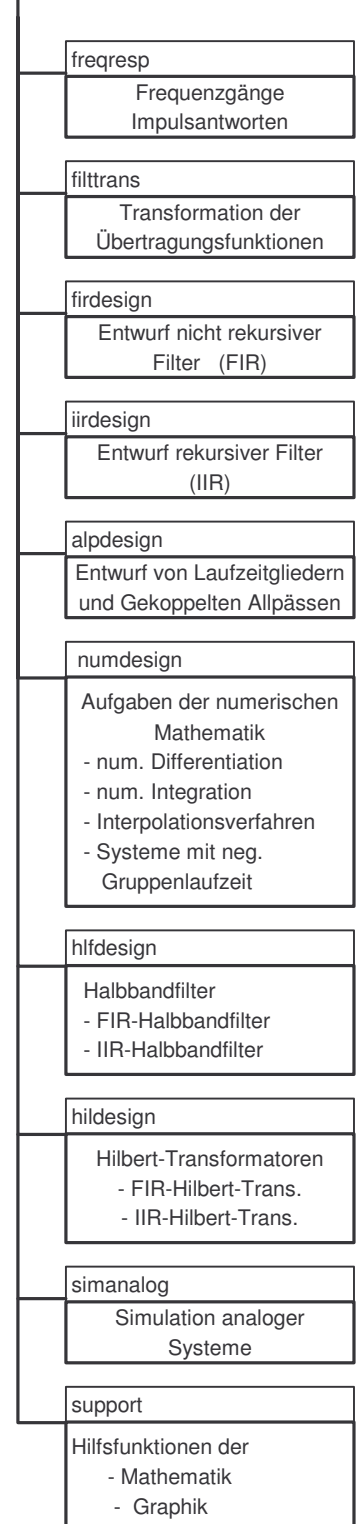 freqresp
Frequenzgänge
Impulsantworten
filttrans
Transformation der
Übertragungsfunktionen
firdesign
Entwurf nicht rekursiver
Filter (FIR)
iirdesign
Entwurf rekursiver Filter
(IIR)
alpdesign
Entwurf von Laufzeitgliedern
und Gekoppelten Allpässen
numdesign
Aufgaben der numerischen
Mathematik
- num. Differentiation
- num. Integration
- Interpolationsverfahren
- Systeme mit neg.
Gruppenlaufzeit
hlfdesign
Halbbandfilter
- FIR-Halbbandfilter
- IIR-Halbbandfilter
hildesign
Hilbert-Transformatoren
- FIR-Hilbert-Trans.
- IIR-Hilbert-Trans.
simanalog
Simulation analoger
Systeme
support
Hilfsfunktionen der
- Mathematik
- Graphik